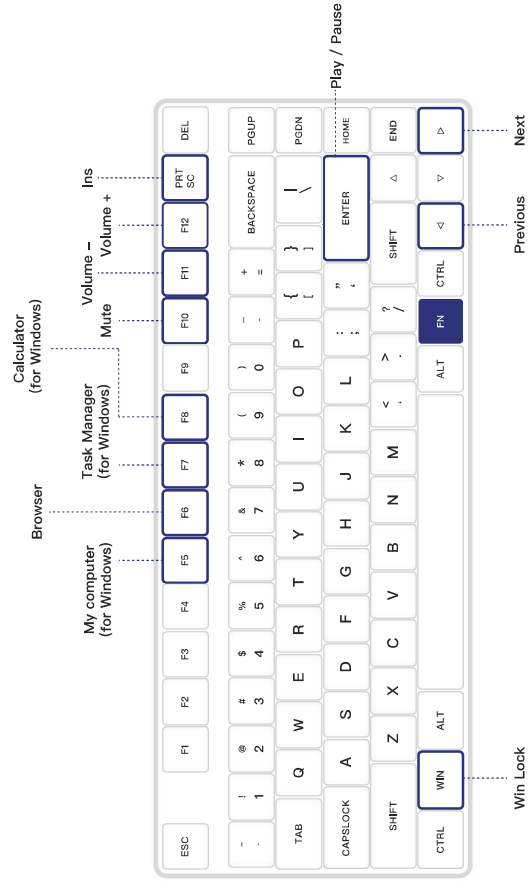 Calculator
(for Windows)
Browser
My computer
(for Windows)
Task Manager
(for Windows)
Mute
Volume −
Volume +
Ins
ESC
F1
F2
F3
F4
F5
F6
F7
F8
F9
F10
F11
F12
PRT
SC
DEL
~
`
!
1
@
2
#
3
$
4
%
5
^
6
&
7
*
8
(
9
)
0
—
-
+
=
BACKSPACE
PGUP
TAB
Q
W
E
R
T
Y
U
I
O
P
{
[
}
]
|
\
PGDN
CAPSLOCK
A
S
D
F
G
H
J
K
L
:
;
”
‘
ENTER
HOME
Play / Pause
SHIFT
Z
X
C
V
B
N
M
<
,
>
.
?
/
SHIFT
END
CTRL
WIN
ALT
ALT
FN
CTRL
Win Lock
Previous
Next